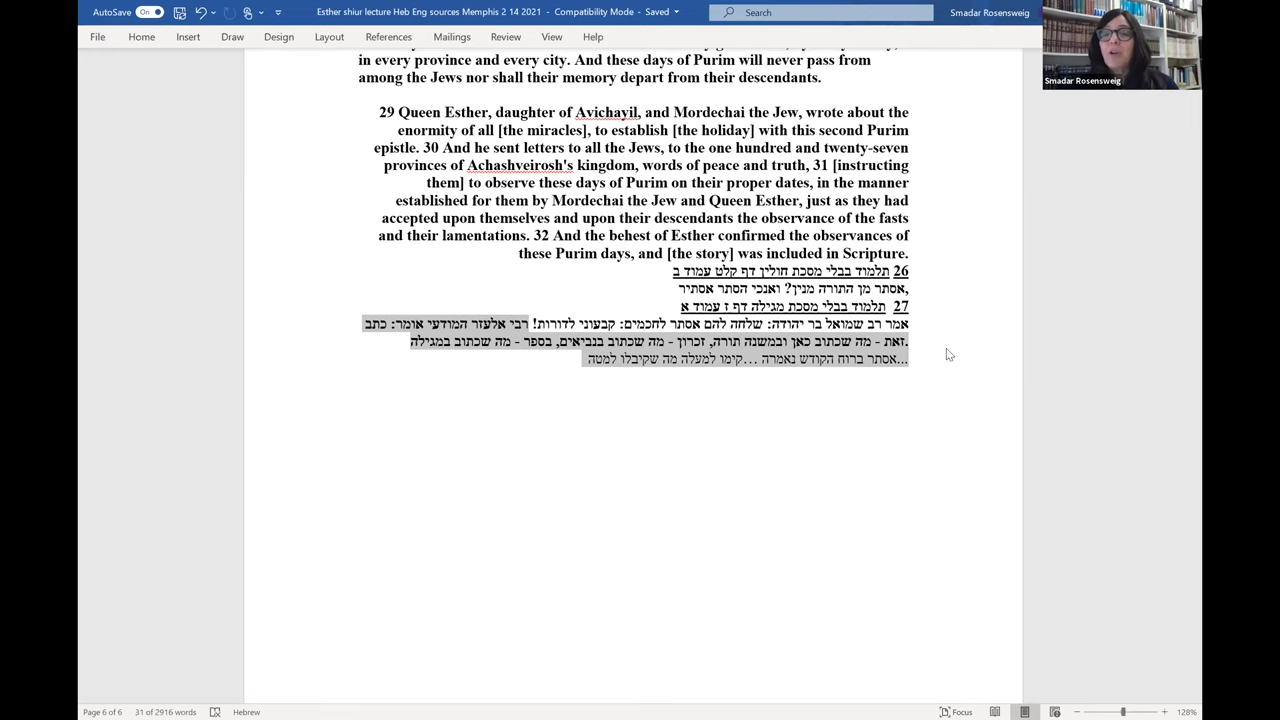 AutoSave On Esther shiur lecture Heb Eng sources Memphis 2 14 2021 - Compatibility Mode - Saved Search Smadar Rosensweig
File Home Insert Draw Design Layout References Mailings Review View Help
Smadar Rosensweig
in every province and every city. And these days of Purim will never pass from
among the Jews nor shall their memory depart from their descendants.
29 Queen Esther, daughter of Avichayil, and Mordechai the Jew, wrote about the
enormity of all [the miracles], to establish [the holiday] with this second Purim
epistle. 30 And he sent letters to all the Jews, to the one hundred and twenty-seven
provinces of Achashveirosh's kingdom, words of peace and truth, 31 [instructing
them] to observe these days of Purim on their proper dates, in the manner
established for them by Mordechai the Jew and Queen Esther, just as they had
accepted upon themselves and upon their descendants the observance of the fasts
and their lamentations. 32 And the behest of Esther confirmed the observances of
these Purim days, and [the story] was included in Scripture.
26 תלמוד בבלי מסכת חולין דף קלט עמוד ב
,אסתר מן התורה מנין? ואנכי הסתר אסתיר
27 תלמוד בבלי מסכת מגילה דף ז עמוד א
אמר רב שמואל בר יהודה: שלחה להם אסתר לחכמים: קבעוני לדורות! רבי אלעזר המודעי אומר: כתב
.זאת - מה שכתוב כאן ובמשנה תורה, זכרון - מה שכתוב בנביאים, בספר - מה שכתוב במגילה
...אסתר ברוח הקודש נאמרה ...קימו למעלה מה שקיבלו למטה
Page 6 of 6 31 of 2916 words Hebrew Focus 128%